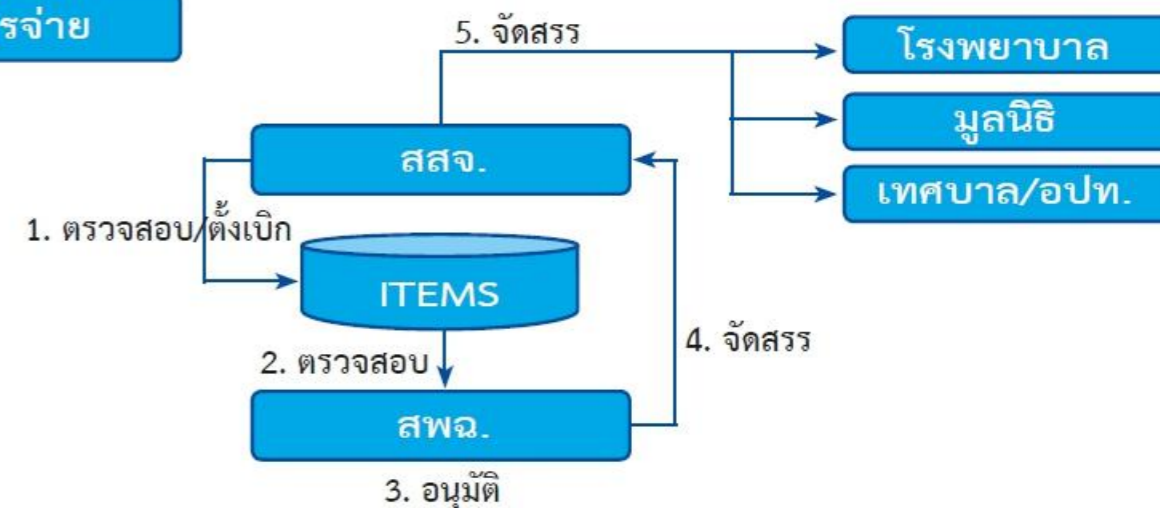 รจ่าย
5. จัดสรร
โรงพยาบาล
มูลนิธิ
เทศบาล/อปท.
สสจ.
1. ตรวจสอบ/ตั้งเบิก
ITEMS
2. ตรวจสอบ
4. จัดสรร
สพฉ.
3. อนุมัติ